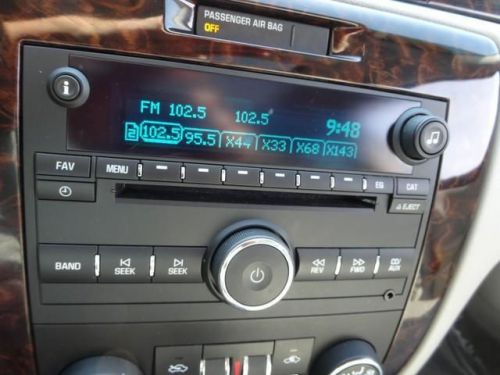 PASSENGER AIR BAG
OFF
i
FM 102.5 102.5 9:48
2 102.5 95.5 X44 X33 X68 X143
FAV MENU EQ CAT
EJECT
BAND SEEK SEEK REV FWD AUX